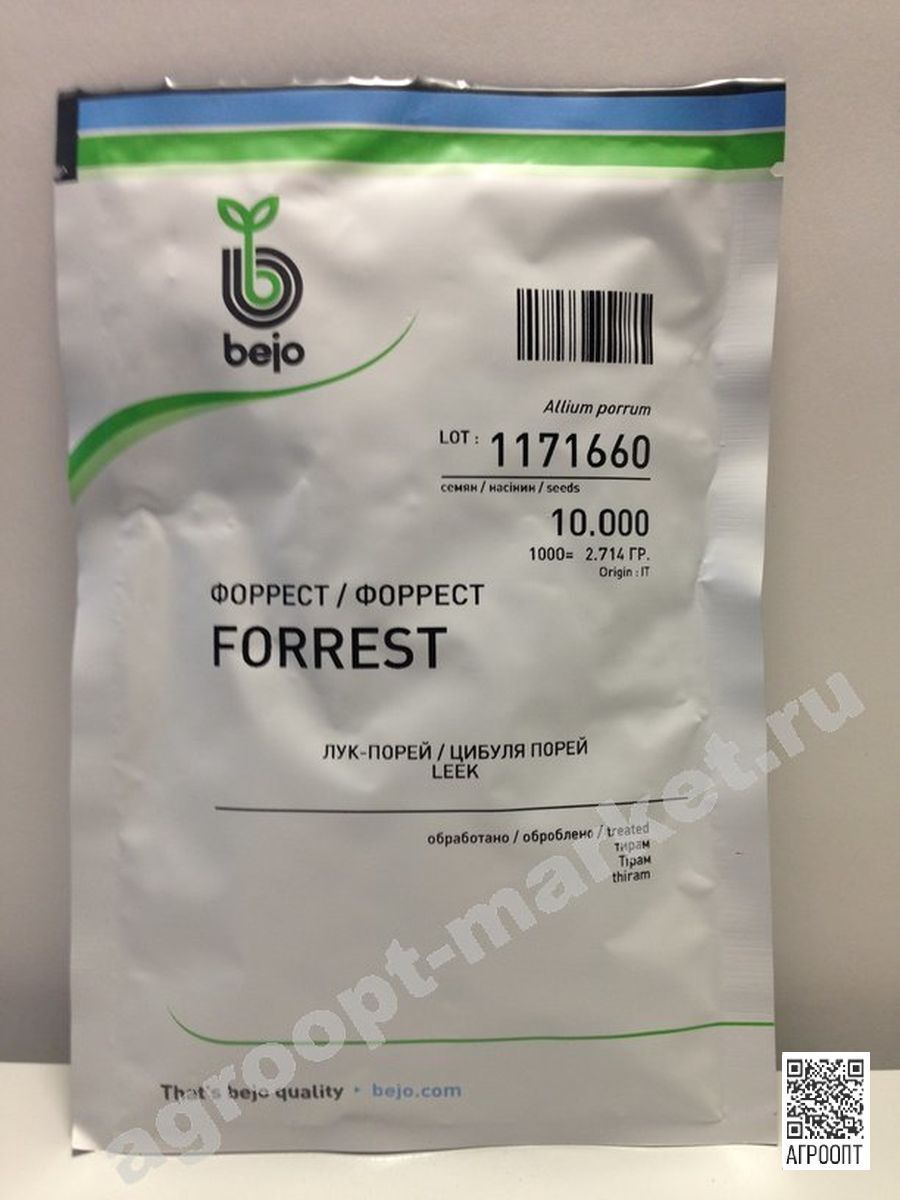 bejo
Allium porrum
LOT : 1171660
семян / насінин / seeds
10.000
1000= 2.714 ГР.
Origin : IT
ФОРРЕСТ / ФОРРЕСТ
FORREST
ЛУК-ПОРЕЙ / ЦИБУЛЯ ПОРЕЙ
LEEK
обработано / оброблено / treated
тирам
Тірам
thiram
agroopt-market.ru
That's bejo quality • bejo.com
АГРООПТ